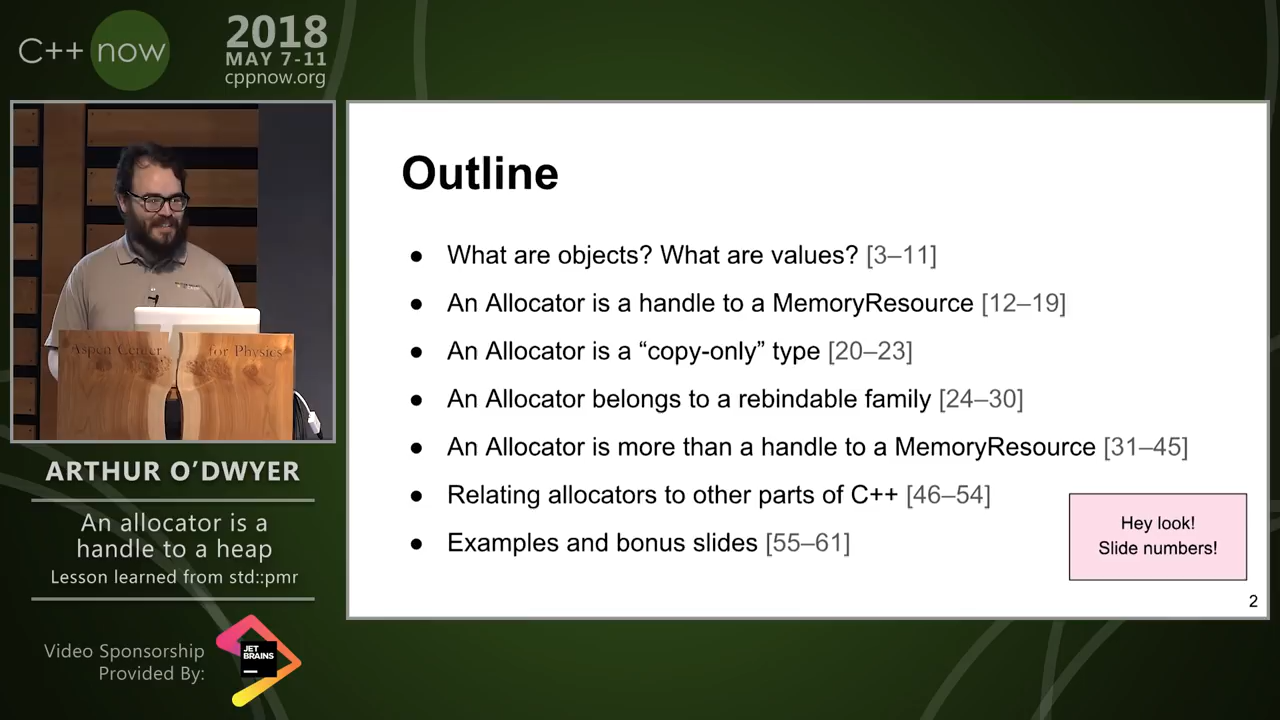 C++ now
2018
MAY 7-11
cppnow.org
Aspen Center for Physics
ARTHUR O'DWYER
An allocator is a
handle to a heap
Lesson learned from std::pmr
Video Sponsorship
Provided By:
JET
BRAINS
Outline
● What are objects? What are values? [3–11]
● An Allocator is a handle to a MemoryResource [12–19]
● An Allocator is a “copy-only” type [20–23]
● An Allocator belongs to a rebindable family [24–30]
● An Allocator is more than a handle to a MemoryResource [31–45]
● Relating allocators to other parts of C++ [46–54]
● Examples and bonus slides [55–61]
Hey look!
Slide numbers!
2